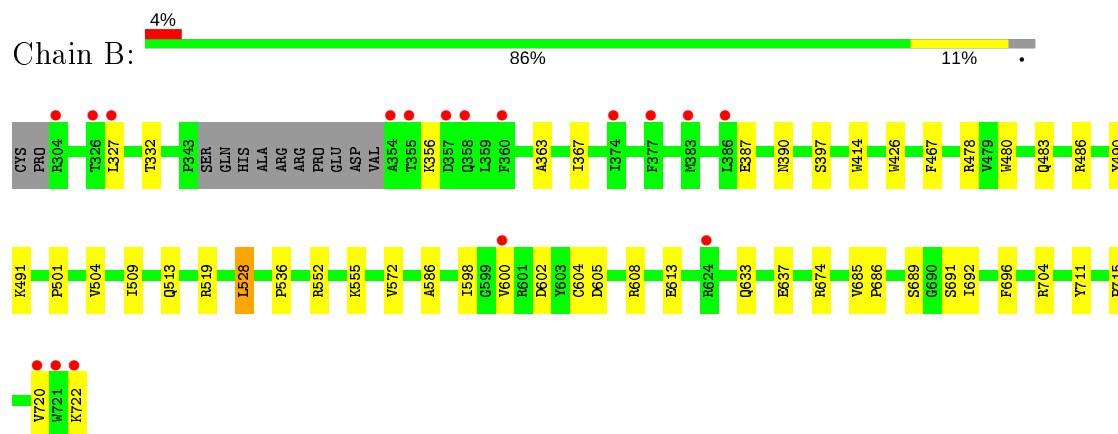 4%
Chain B:
86% 11% •
CYS PRO R304 T326 L327 T332 P343 SER GLN HIS ALA ARG ARG PRO GLU ASP VAL A354 T355 K356 D357 Q358 L359 F360 A363 I367 I374 F377 M383 L386 E387 N390 S397 W414 W426 F467 R478 V479 W480 Q483 R486 Y490
K491 P501 V504 I509 Q513 R519 L528 P536 R552 K555 V572 A586 I598 G599 V600 R601 D602 Y603 C604 D605 R608 E613 R624 Q633 E637 R674 V685 P686 S689 G690 S691 I692 F696 R704 Y711
V720 W721 K722